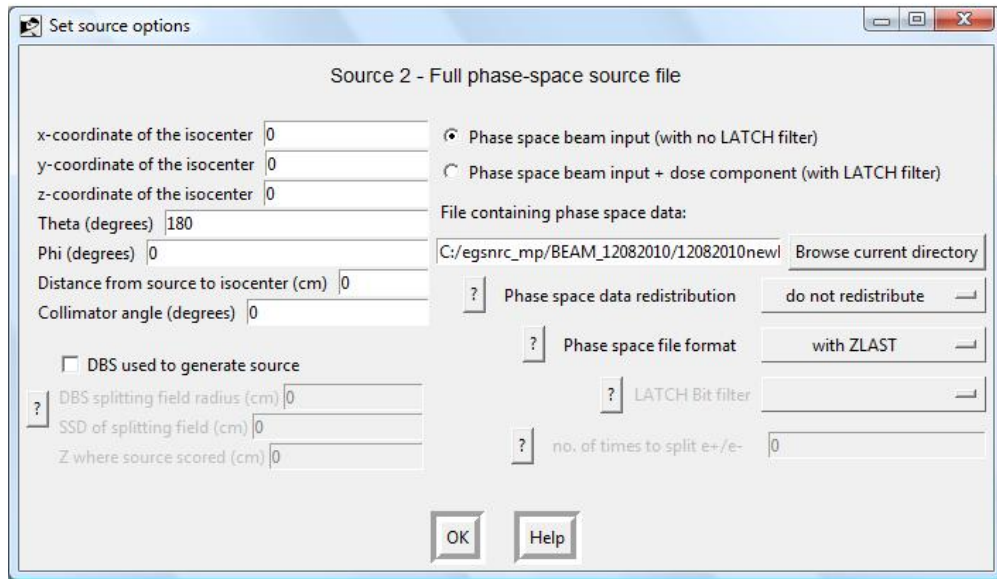 Set source options
Source 2 - Full phase-space source file
x-coordinate of the isocenter 0
y-coordinate of the isocenter 0
z-coordinate of the isocenter 0
Theta (degrees) 180
Phi (degrees) 0
Distance from source to isocenter (cm) 0
Collimator angle (degrees) 0
DBS used to generate source
? DBS splitting field radius (cm) 0
SSD of splitting field (cm) 0
Z where source scored (cm) 0
Phase space beam input (with no LATCH filter)
Phase space beam input + dose component (with LATCH filter)
File containing phase space data:
C:/egsnrc_mp/BEAM_12082010/12082010newl Browse current directory
? Phase space data redistribution do not redistribute
? Phase space file format with ZLAST
? LATCH Bit filter
? no. of times to split e+/e- 0
OK Help